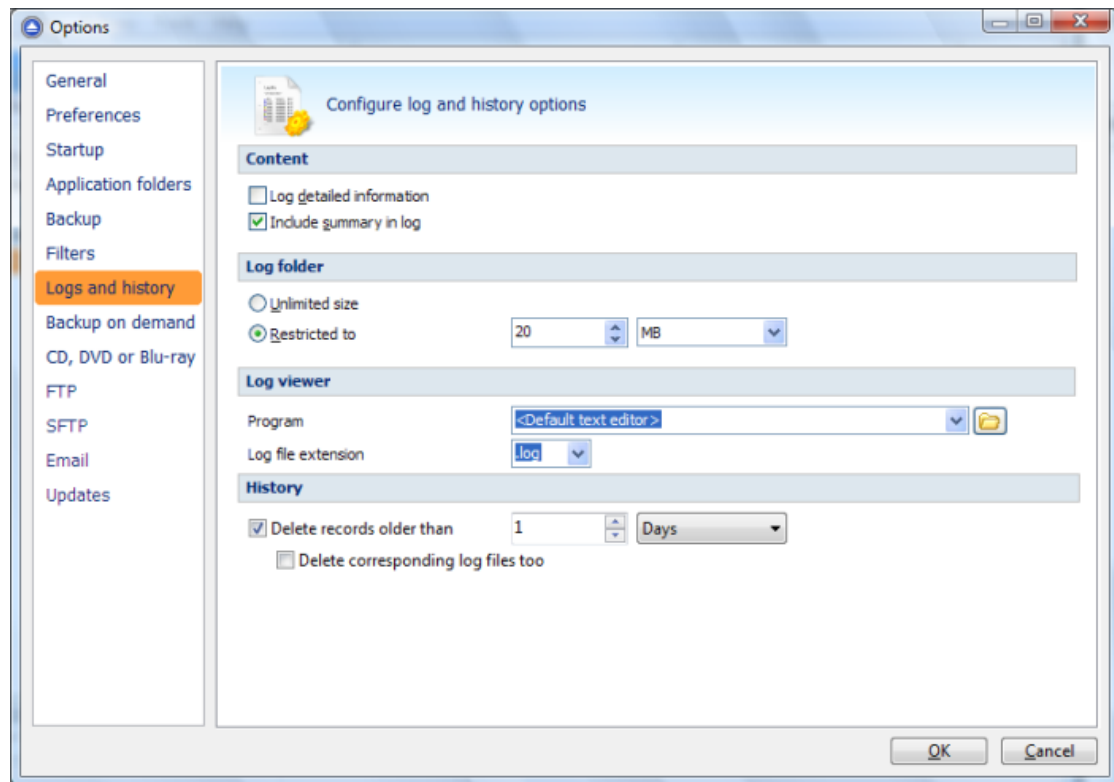 Options
General
Preferences
Startup
Application folders
Backup
Filters
Logs and history
Backup on demand
CD, DVD or Blu-ray
FTP
SFTP
Email
Updates
Configure log and history options
Content
Log detailed information
Include summary in log
Log folder
Unlimited size
Restricted to 20 MB
Log viewer
Program <Default text editor>
Log file extension .log
History
Delete records older than 1 Days
Delete corresponding log files too
OK Cancel